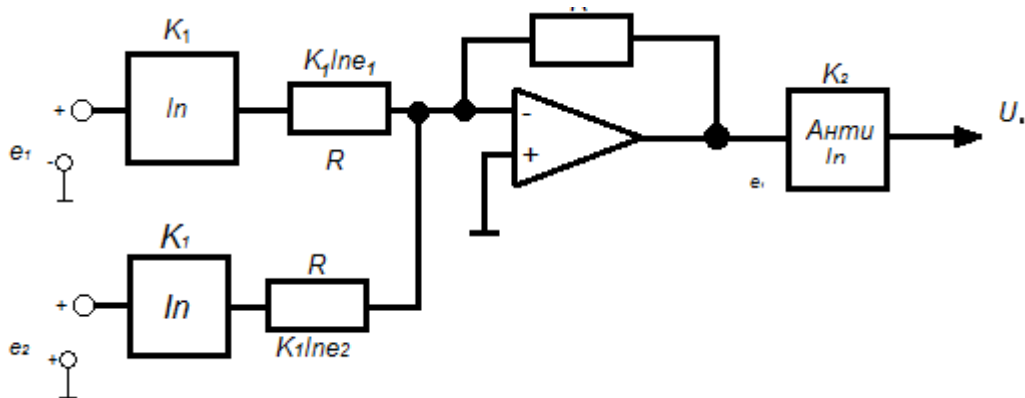 K1
K1lne1
ln
R
+
e1
-
-
+
K2
Анти
ln
U
K1
R
+
ln
e2
+
K1lne2